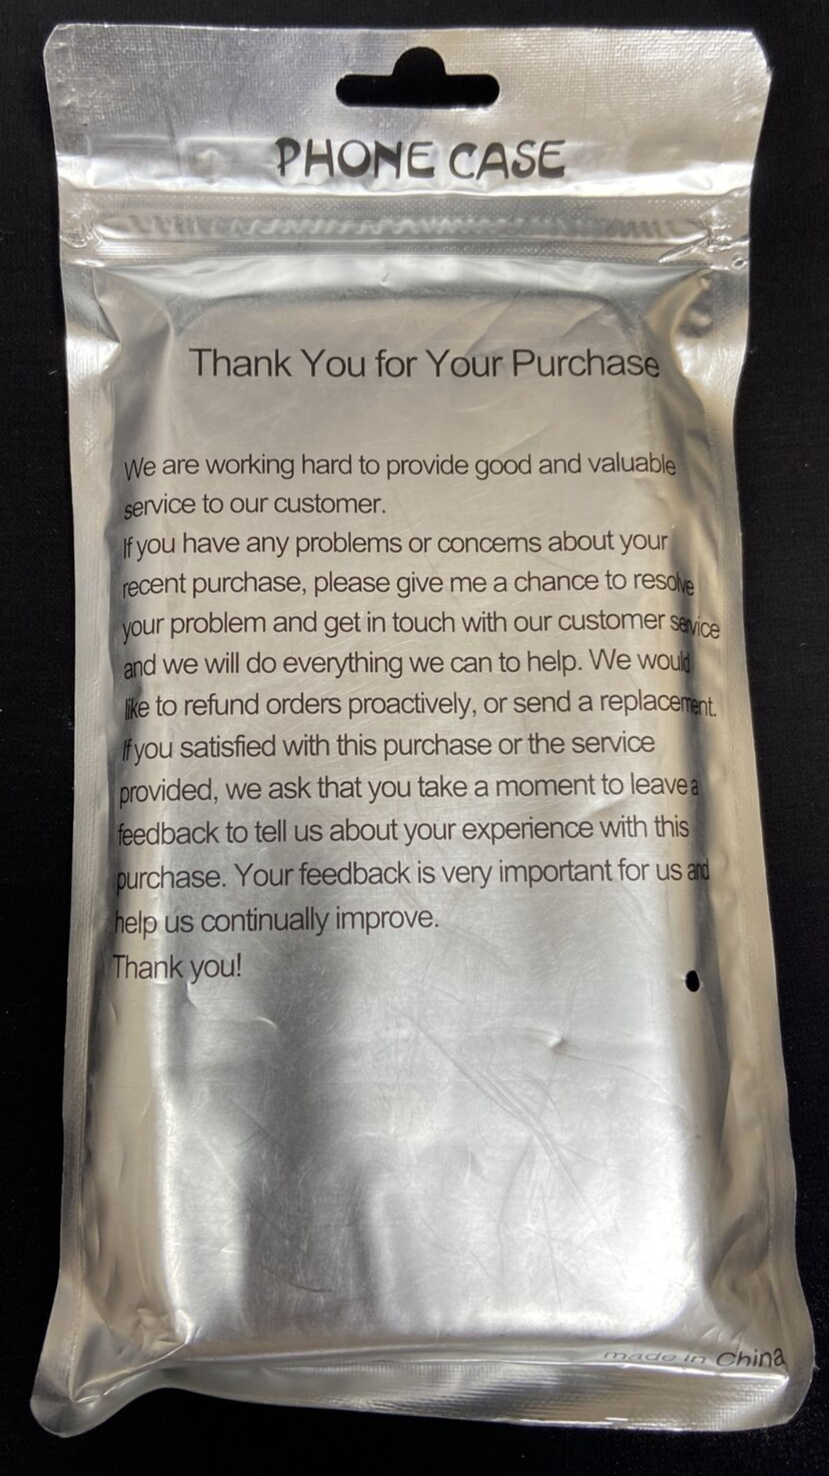 PHONE CASE
Thank You for Your Purchase
We are working hard to provide good and valuable
service to our customer.
If you have any problems or concerns about your
recent purchase, please give me a chance to resolve
your problem and get in touch with our customer service
and we will do everything we can to help. We would
like to refund orders proactively, or send a replacement.
If you satisfied with this purchase or the service
provided, we ask that you take a moment to leave a
feedback to tell us about your experience with this
purchase. Your feedback is very important for us and
help us continually improve.
Thank you!
made in China